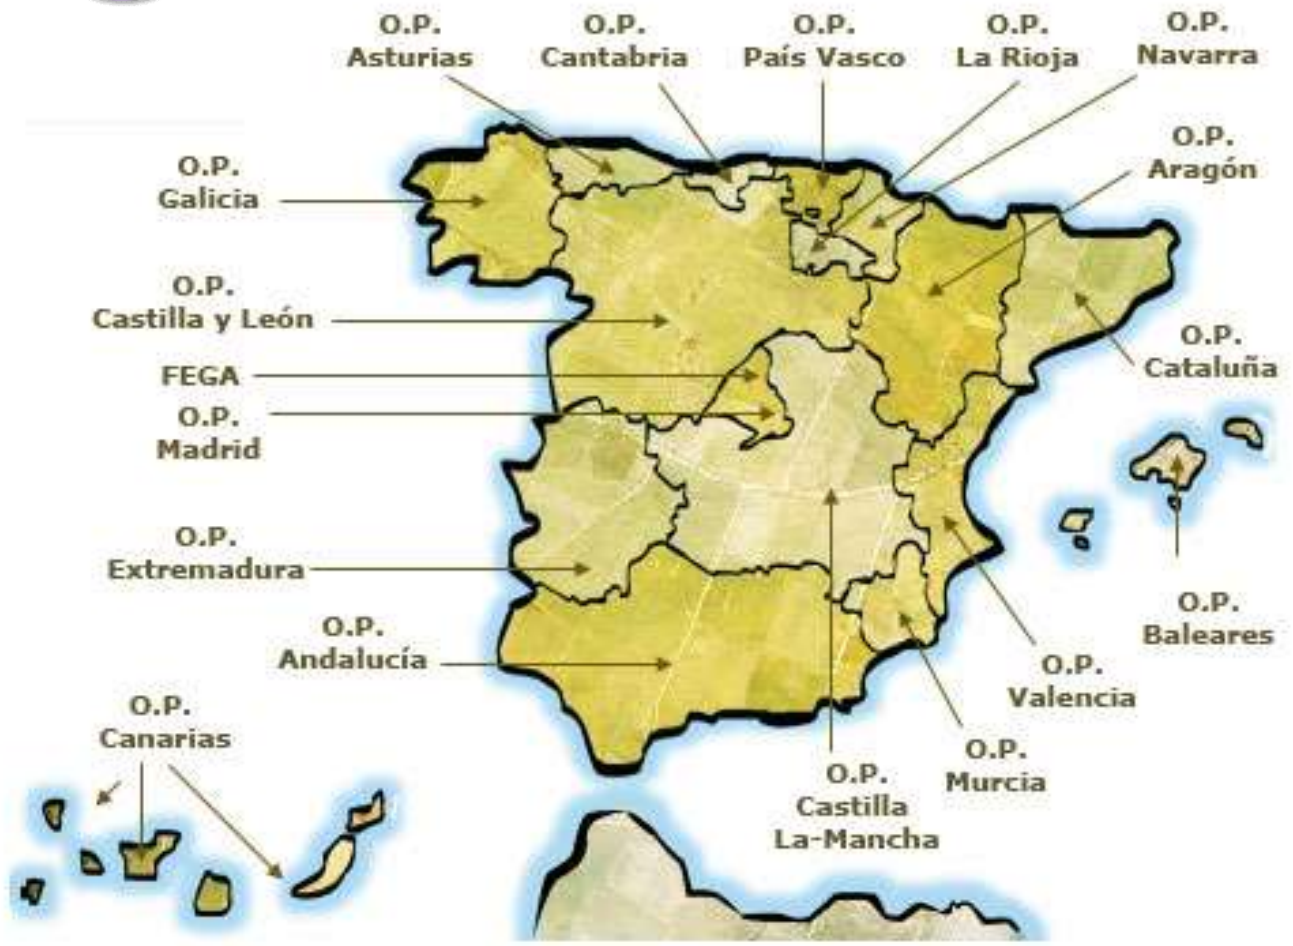 O.P.
Asturias
O.P.
Cantabria
O.P.
País Vasco
O.P.
La Rioja
O.P.
Navarra
O.P.
Aragón
O.P.
Galicia
O.P.
Castilla y León
O.P.
Cataluña
FEGA
O.P.
Madrid
O.P.
Extremadura
O.P.
Baleares
O.P.
Andalucía
O.P.
Valencia
O.P.
Canarias
O.P.
Murcia
O.P.
Castilla
La-Mancha